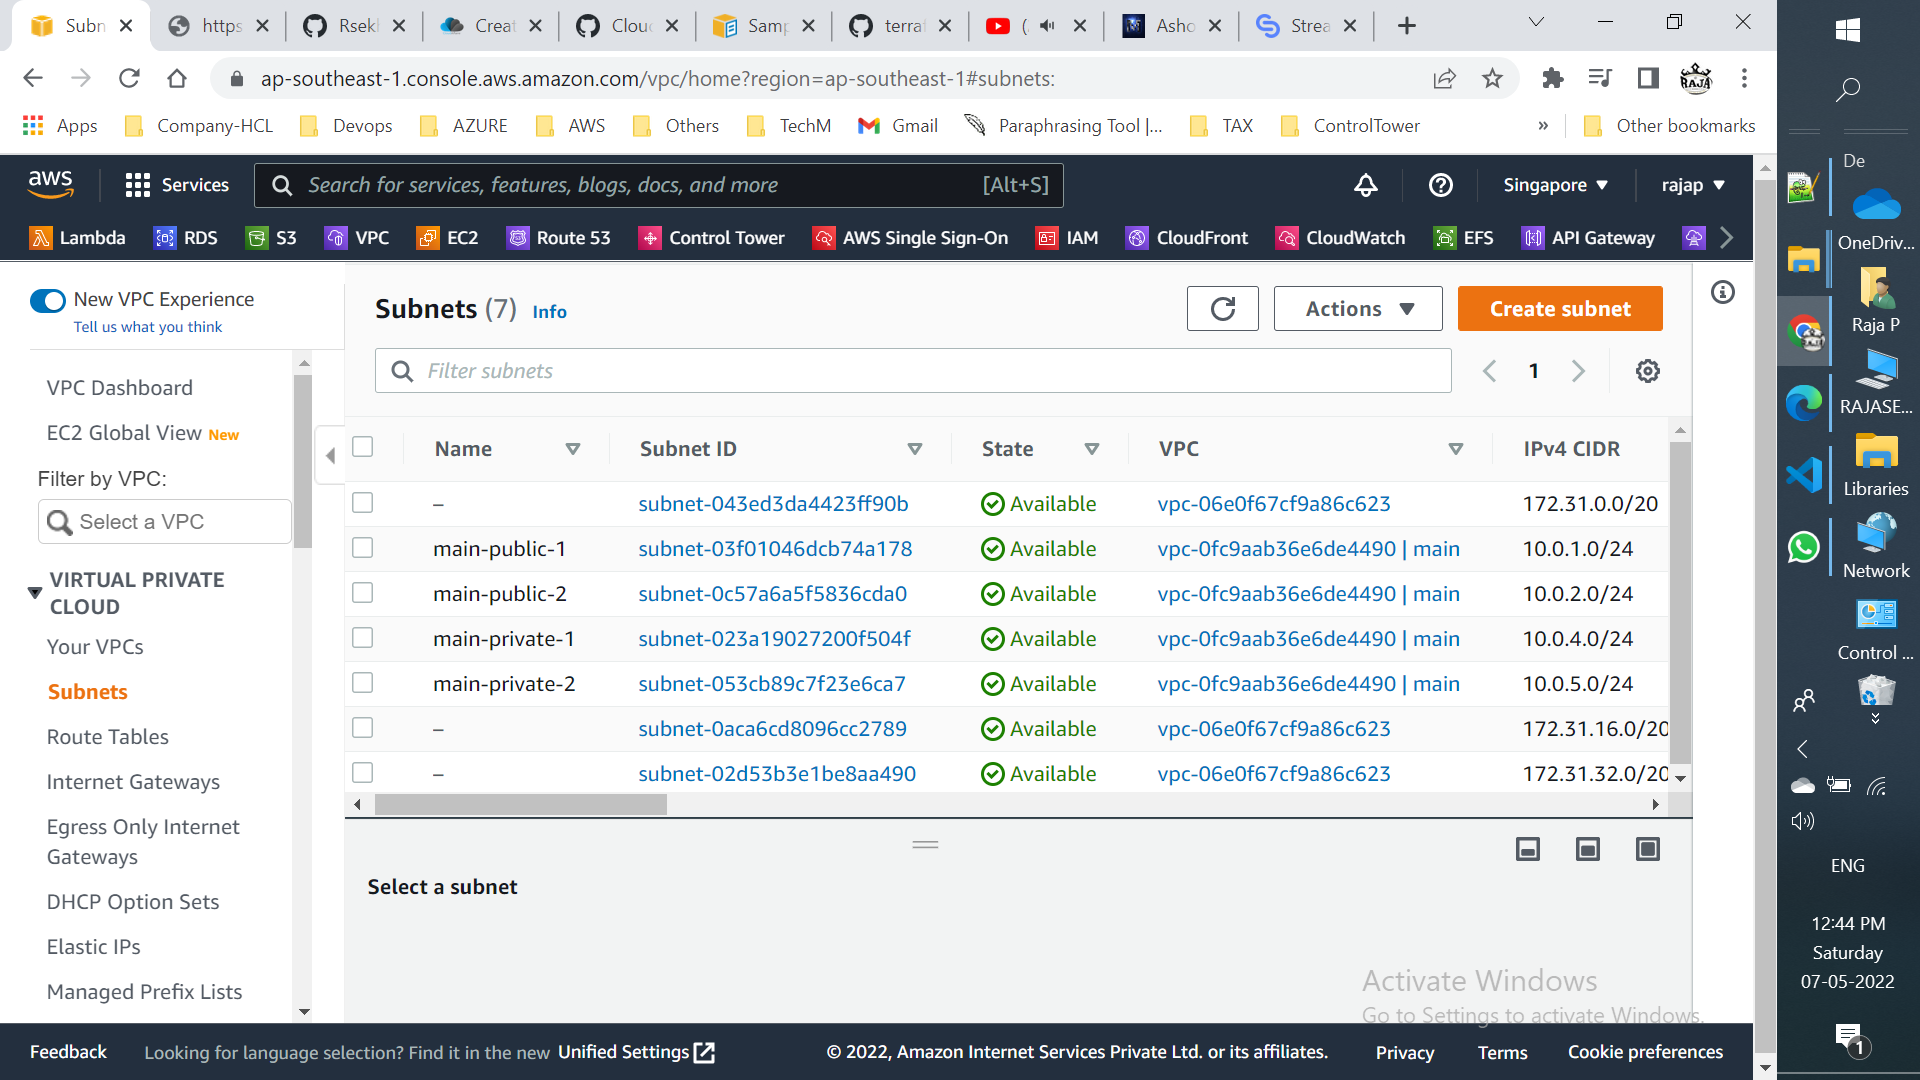 Subn
https
Rsekh
Creat
Cloud
Samp
terraf
(
Asho
Strea
ap-southeast-1.console.aws.amazon.com/vpc/home?region=ap-southeast-1#subnets:
RAJA
Apps
Company-HCL
Devops
AZURE
AWS
Others
TechM
Gmail
Paraphrasing Tool |...
TAX
ControlTower
»
Other bookmarks
aws
Services
Search for services, features, blogs, docs, and more
[Alt+S]
Singapore
rajap
Lambda
RDS
S3
VPC
EC2
Route 53
Control Tower
AWS Single Sign-On
IAM
CloudFront
CloudWatch
EFS
API Gateway
New VPC Experience
Tell us what you think
VPC Dashboard
EC2 Global View New
Filter by VPC:
Select a VPC
VIRTUAL PRIVATE
CLOUD
Your VPCs
Subnets
Route Tables
Internet Gateways
Egress Only Internet
Gateways
DHCP Option Sets
Elastic IPs
Managed Prefix Lists
Subnets (7) Info
Actions
Create subnet
Filter subnets
1
Name Subnet ID State VPC IPv4 CIDR
– subnet-043ed3da4423ff90b Available vpc-06e0f67cf9a86c623 172.31.0.0/20
main-public-1 subnet-03f01046dcb74a178 Available vpc-0fc9aab36e6de4490 | main 10.0.1.0/24
main-public-2 subnet-0c57a6a5f5836cda0 Available vpc-0fc9aab36e6de4490 | main 10.0.2.0/24
main-private-1 subnet-023a19027200f504f Available vpc-0fc9aab36e6de4490 | main 10.0.4.0/24
main-private-2 subnet-053cb89c7f23e6ca7 Available vpc-0fc9aab36e6de4490 | main 10.0.5.0/24
– subnet-0aca6cd8096cc2789 Available vpc-06e0f67cf9a86c623 172.31.16.0/20
– subnet-02d53b3e1be8aa490 Available vpc-06e0f67cf9a86c623 172.31.32.0/20
Select a subnet
Activate Windows
Go to Settings to activate Windows.
Feedback
Looking for language selection? Find it in the new Unified Settings
© 2022, Amazon Internet Services Private Ltd. or its affiliates.
Privacy
Terms
Cookie preferences
De
OneDriv...
Raja P
RAJASE...
Libraries
Network
Control ...
ENG
12:44 PM
Saturday
07-05-2022
1